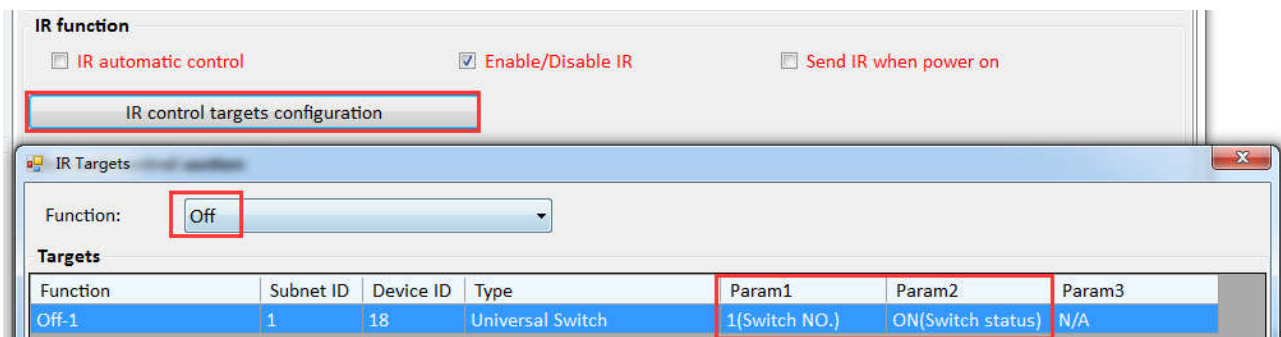 IR function
IR automatic control Enable/Disable IR Send IR when power on
IR control targets configuration
IR Targets
Function: Off
Targets
Function Subnet ID Device ID Type Param1 Param2 Param3
Off-1 1 18 Universal Switch 1(Switch NO.) ON(Switch status) N/A